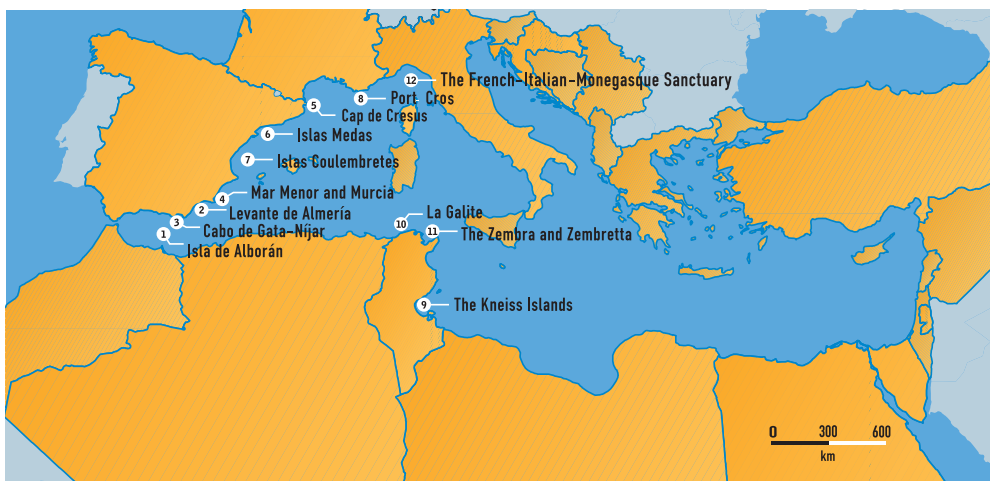 12 The French-Italian-Monegasque Sanctuary
8 Port Cros
5 Cap de Cresus
6 Islas Medas
7 Islas Coulembretes
4 Mar Menor and Murcia
2 Levante de Almería
3 Cabo de Gata-Níjar
1 Isla de Alborán
10 La Galite
11 The Zembra and Zembretta
9 The Kneiss Islands
0 300 600
km